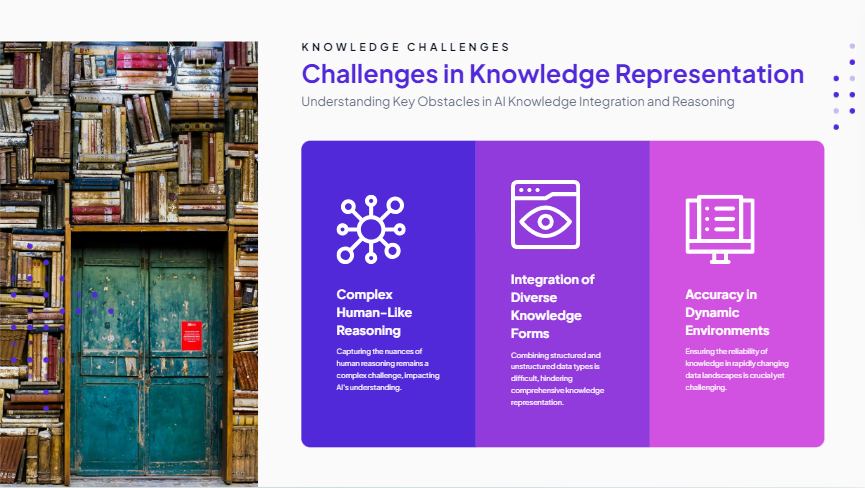 KNOWLEDGE CHALLENGES
Challenges in Knowledge Representation
Understanding Key Obstacles in AI Knowledge Integration and Reasoning
Complex
Human-Like
Reasoning
Capturing the nuances of
human reasoning remains a
complex challenge, impacting
AI's understanding.
Integration of
Diverse
Knowledge
Forms
Combining structured and
unstructured data types is
difficult, hindering
comprehensive knowledge
representation.
Accuracy in
Dynamic
Environments
Ensuring the reliability of
knowledge in rapidly changing
data landscapes is crucial yet
challenging.